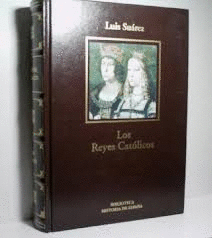 Luis Suárez
Los
Reyes Católicos
BIBLIOTECA
HISTORIA DE ESPAÑA